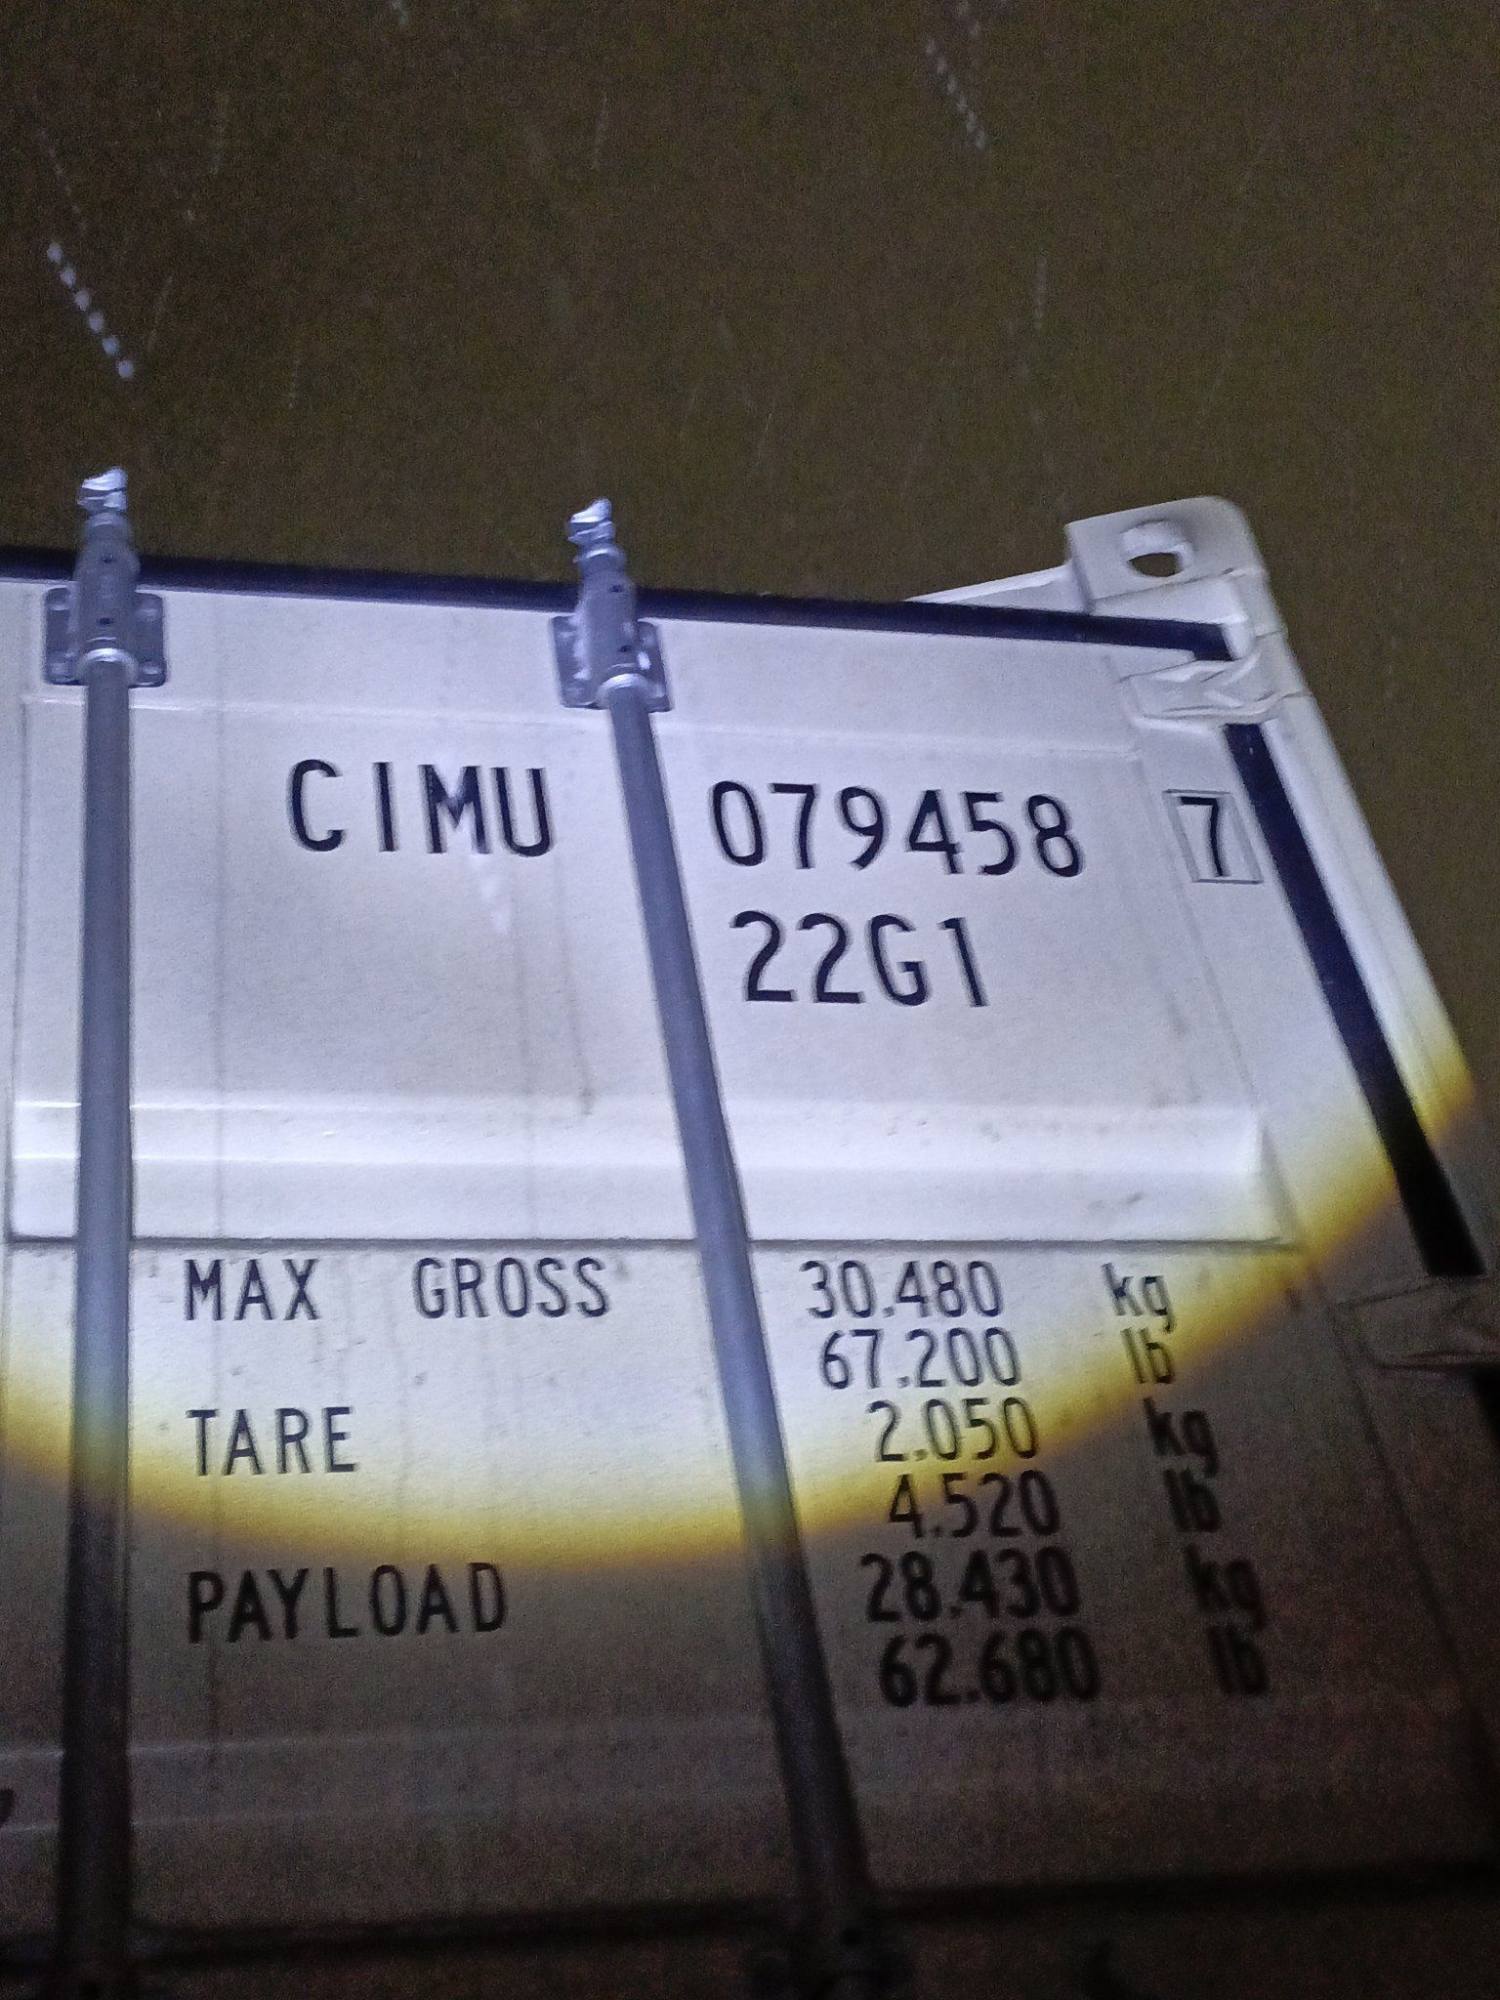 CIMU 079458 7
22G1
MAX GROSS 30.480 kg
67.200 lb
TARE 2.050 kg
4.520 lb
PAYLOAD 28.430 kg
62.680 lb